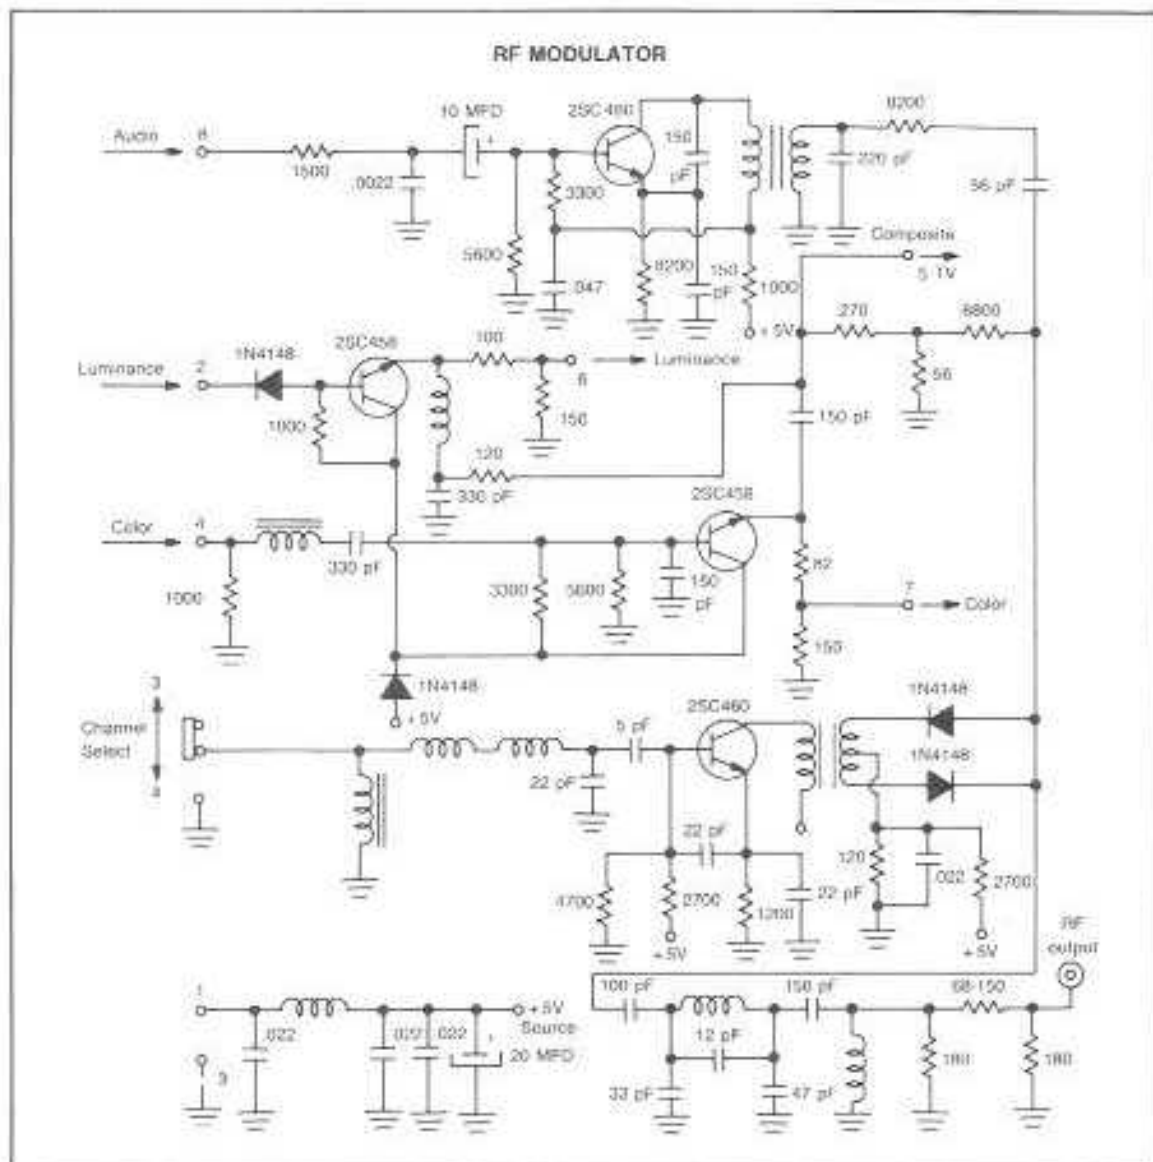 RF MODULATOR
Audio
8
1500
.0022
10 MFD
+
5600
3300
.047
2SC460
8200
150
pF
150
pF
1000
+5V
220 pF
8200
56 pF
Composite
5 TV
270
6800
56
Luminance
2
1N4148
2SC458
1000
100
6
Luminance
150
120
330 pF
150 pF
Color
4
1000
330 pF
3300
5600
150
pF
2SC458
82
7
Color
150
1N4148
+5V
3
Channel
Select
4
22 pF
5 pF
2SC460
1N4148
1N4148
22 pF
4700
2700
+5V
1200
22 pF
120
.022
2700
+5V
RF
output
1
.022
3
.022
.022
+
20 MFD
+5V
Source
100 pF
12 pF
33 pF
150 pF
47 pF
68-150
180
180